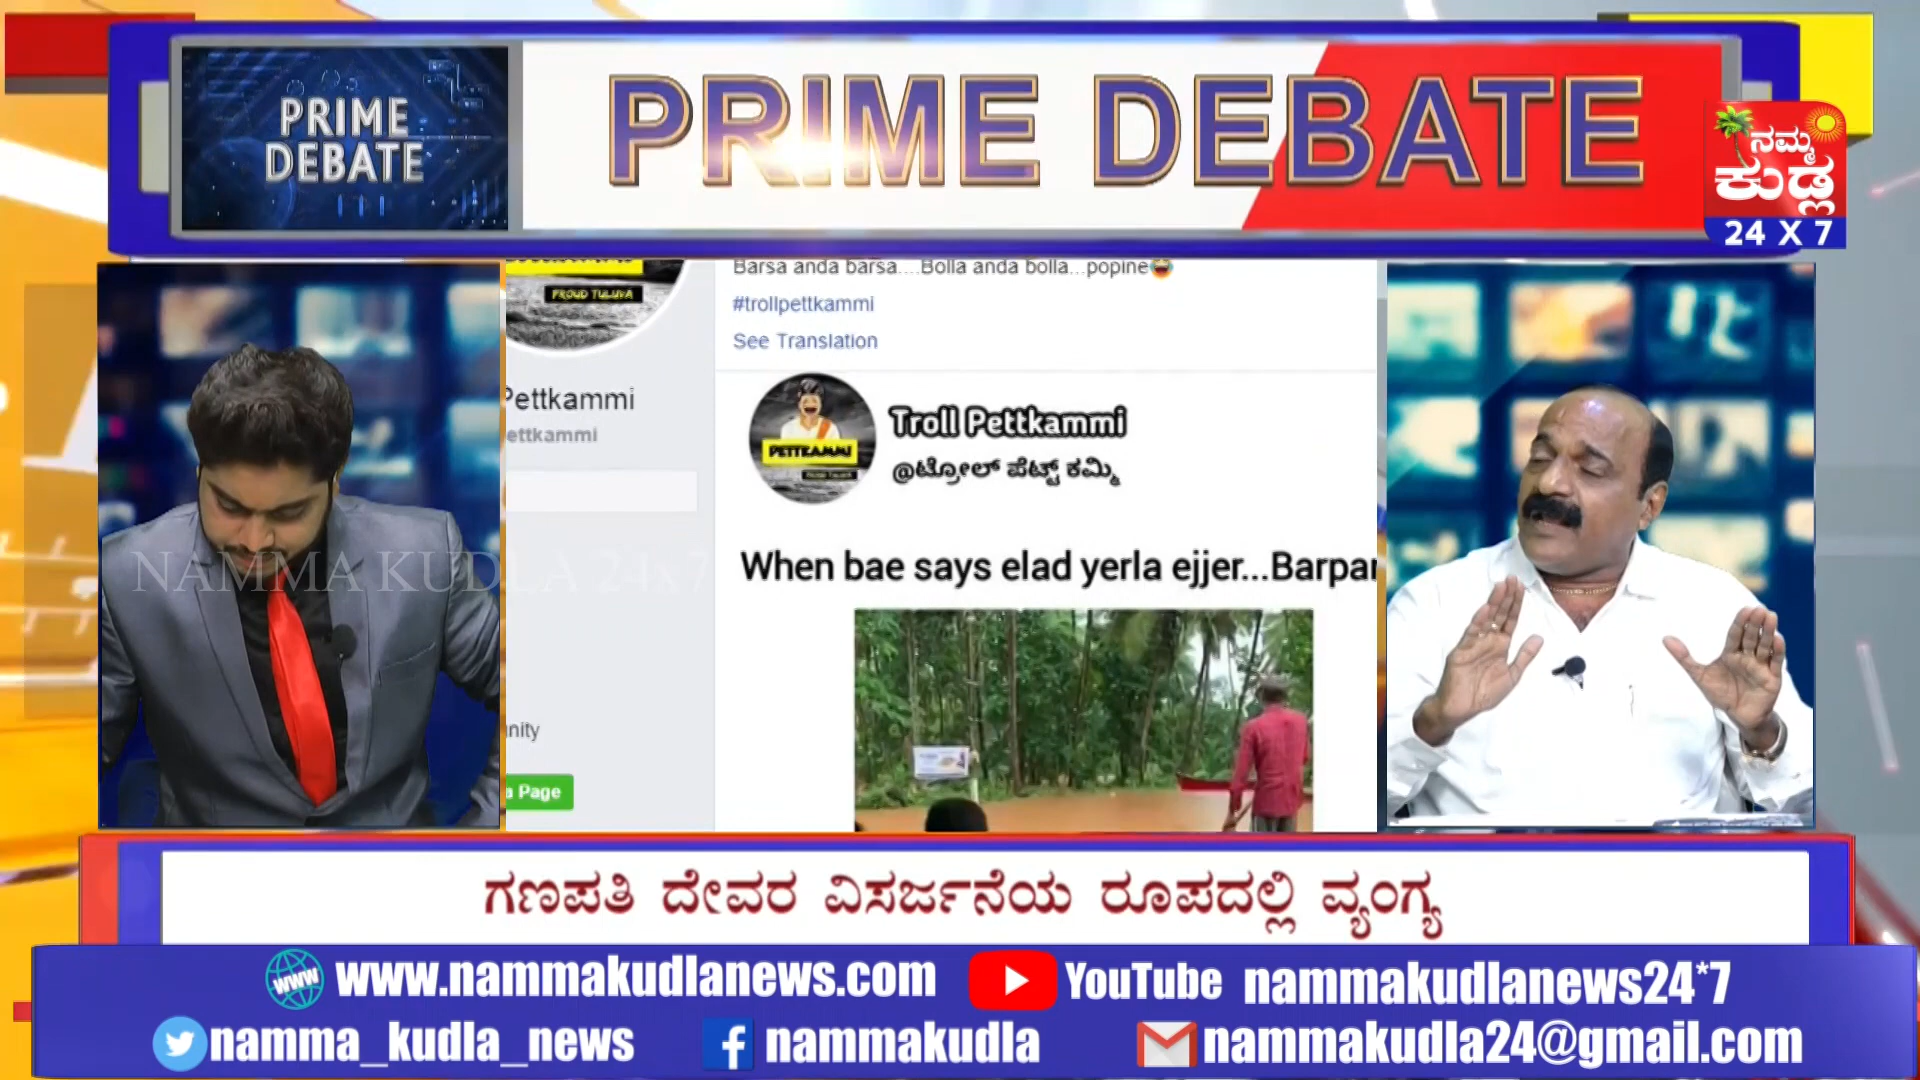 PRIME
DEBATE
PRIME DEBATE
ನಮ್ಮ
ಕುಡ್ಲ
24 X 7
PROUD TULUVA
Barsa anda barsa....Bolla anda bolla...popine
#trollpettkammi
See Translation
Pettkammi
ettkammi
PETTKAMMI
Troll Pettkammi
@ಟ್ರೋಲ್ ಪೆಟ್ಟ್ ಕಮ್ಮಿ
NAMMA KUDLA 24x7
When bae says elad yerla ejjer...Barpar
unity
a Page
ಗಣಪತಿ ದೇವರ ವಿಸರ್ಜನೆಯ ರೂಪದಲ್ಲಿ ವ್ಯಂಗ್ಯ
www www.nammakudlanews.com YouTube nammakudlanews24*7
namma_kudla_news f nammakudla nammakudla24@gmail.com